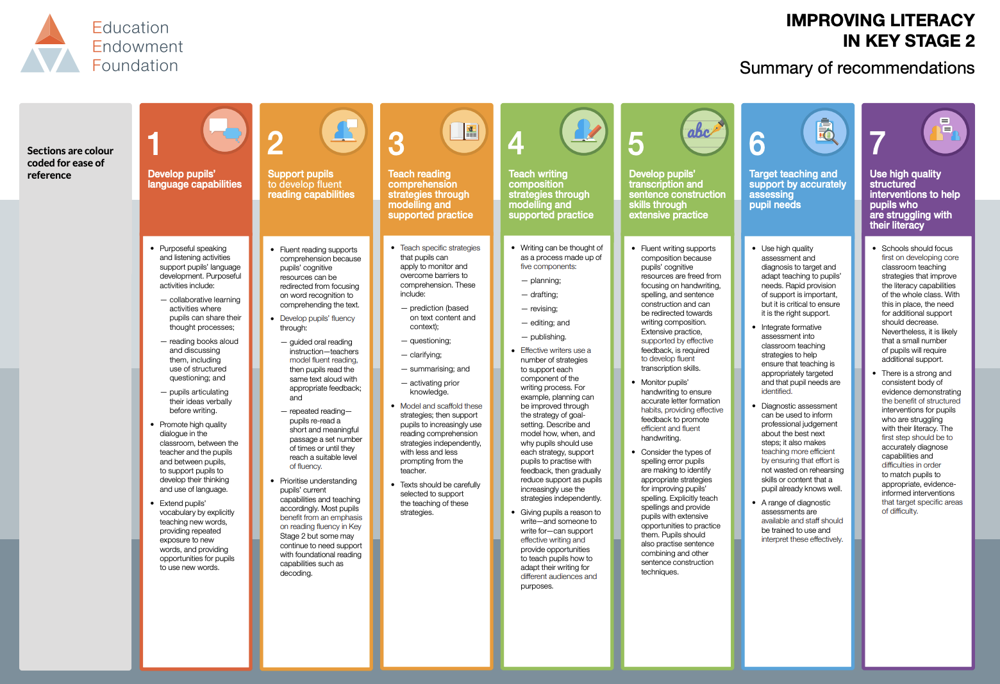 Education
Endowment
Foundation
IMPROVING LITERACY
IN KEY STAGE 2
Summary of recommendations
Sections are colour
coded for ease of
reference
1
Develop pupils’
language capabilities
• Purposeful speaking
and listening activities
support pupils’ language
development. Purposeful
activities include:
— collaborative learning
activities where
pupils can share their
thought processes;
— reading books aloud
and discussing
them, including
use of structured
questioning; and
— pupils articulating
their ideas verbally
before writing.
• Promote high quality
dialogue in the
classroom, between the
teacher and the pupils
and between pupils,
to support pupils to
develop their thinking
and use of language.
• Extend pupils’
vocabulary by explicitly
teaching new words,
providing repeated
exposure to new
words, and providing
opportunities for pupils
to use new words.
2
Support pupils
to develop fluent
reading capabilities
• Fluent reading supports
comprehension because
pupils’ cognitive
resources can be
redirected from focusing
on word recognition to
comprehending the text.
• Develop pupils’ fluency
through:
— guided oral reading
instruction—teachers
model fluent reading,
then pupils read the
same text aloud with
appropriate feedback;
and
— repeated reading—
pupils re-read a
short and meaningful
passage a set number
of times or until they
reach a suitable level
of fluency.
• Prioritise understanding
pupils’ current
capabilities and teaching
accordingly. Most pupils
benefit from an emphasis
on reading fluency in Key
Stage 2 but some may
continue to need support
with foundational reading
capabilities such as
decoding.
3
Teach reading
comprehension
strategies through
modelling and
supported practice
• Teach specific strategies
that pupils can
apply to monitor and
overcome barriers to
comprehension. These
include:
— prediction (based
on text content and
context);
— questioning;
— clarifying;
— summarising; and
— activating prior
knowledge.
• Model and scaffold these
strategies; then support
pupils to increasingly use
reading comprehension
strategies independently,
with less and less
prompting from the
teacher.
• Texts should be carefully
selected to support
the teaching of these
strategies.
4
Teach writing
composition
strategies through
modelling and
supported practice
• Writing can be thought of
as a process made up of
five components:
— planning;
— drafting;
— revising;
— editing; and
— publishing.
• Effective writers use a
number of strategies
to support each
component of the
writing process. For
example, planning can
be improved through
the strategy of goal-
setting. Describe and
model how, when, and
why pupils should use
each strategy, support
pupils to practise with
feedback, then gradually
reduce support as pupils
increasingly use the
strategies independently.
• Giving pupils a reason to
write—and someone to
write for—can support
effective writing and
provide opportunities
to teach pupils how to
adapt their writing for
different audiences and
purposes.
abc
5
Develop pupils’
transcription and
sentence construction
skills through
extensive practice
• Fluent writing supports
composition because
pupils’ cognitive
resources are freed from
focusing on handwriting,
spelling, and sentence
construction and can
be redirected towards
writing composition.
Extensive practice,
supported by effective
feedback, is required
to develop fluent
transcription skills.
• Monitor pupils’
handwriting to ensure
accurate letter formation
habits, providing effective
feedback to promote
efficient and fluent
handwriting.
• Consider the types of
spelling error pupils
are making to identify
appropriate strategies
for improving pupils’
spelling. Explicitly teach
spellings and provide
pupils with extensive
opportunities to practice
them. Pupils should
also practise sentence
combining and other
sentence construction
techniques.
6
Target teaching and
support by accurately
assessing
pupil needs
• Use high quality
assessment and
diagnosis to target and
adapt teaching to pupils’
needs. Rapid provision
of support is important,
but it is critical to ensure
it is the right support.
• Integrate formative
assessment into
classroom teaching
strategies to help
ensure that teaching is
appropriately targeted
and that pupil needs are
identified.
• Diagnostic assessment
can be used to inform
professional judgement
about the best next
steps; it also makes
teaching more efficient
by ensuring that effort is
not wasted on rehearsing
skills or content that a
pupil already knows well.
• A range of diagnostic
assessments are
available and staff should
be trained to use and
interpret these effectively.
7
Use high quality
structured
interventions to help
pupils who
are struggling with
their literacy
• Schools should focus
first on developing core
classroom teaching
strategies that improve
the literacy capabilities
of the whole class. With
this in place, the need
for additional support
should decrease.
Nevertheless, it is likely
that a small number
of pupils will require
additional support.
• There is a strong and
consistent body of
evidence demonstrating
the benefit of structured
interventions for pupils
who are struggling
with their literacy. The
first step should be to
accurately diagnose
capabilities and
difficulties in order
to match pupils to
appropriate, evidence-
informed interventions
that target specific areas
of difficulty.